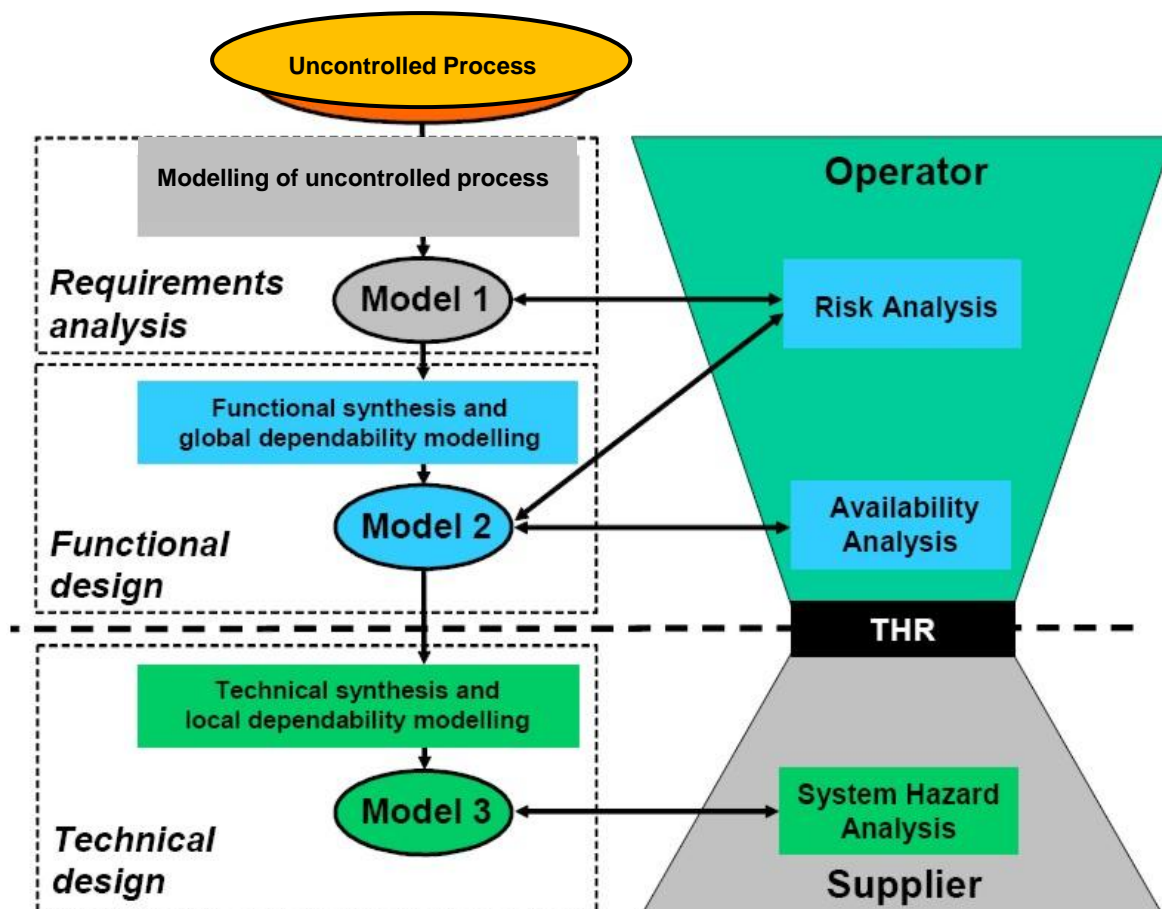 Uncontrolled Process
Modelling of uncontrolled process
Requirements
analysis
Model 1
Functional synthesis and
global dependability modelling
Model 2
Functional
design
Technical synthesis and
local dependability modelling
Model 3
Technical
design
Operator
Risk Analysis
Availability
Analysis
THR
System Hazard
Analysis
Supplier